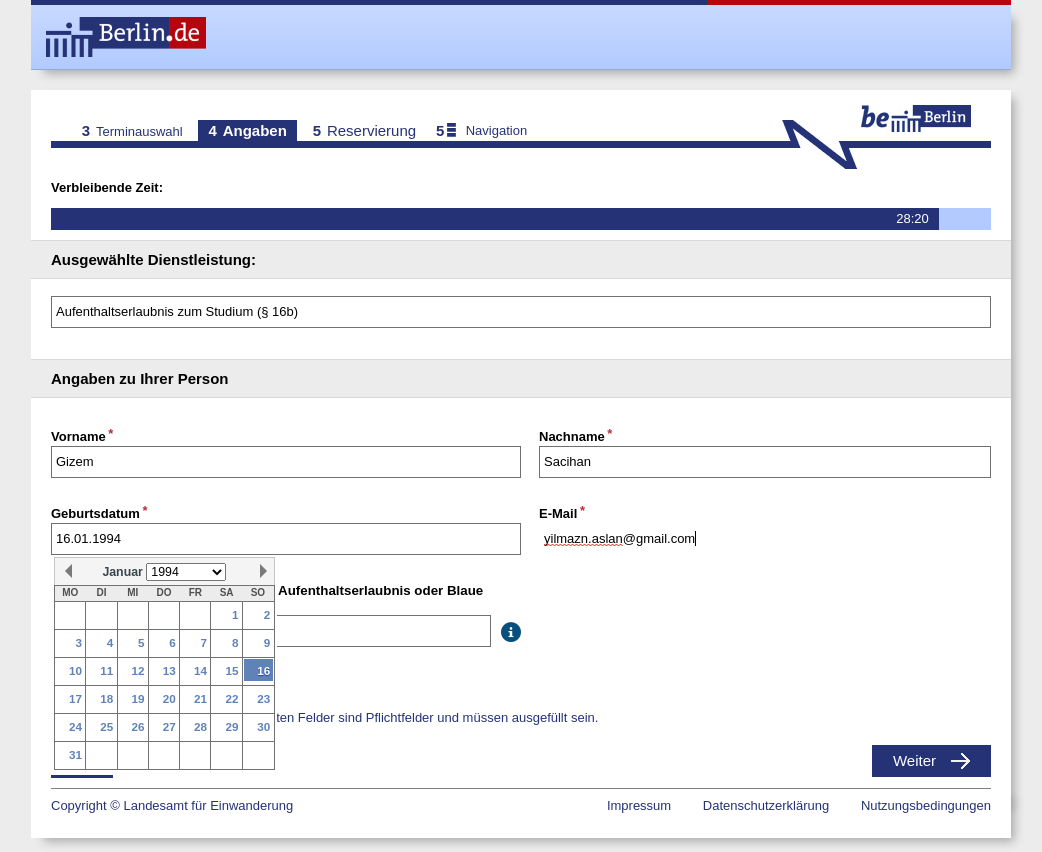 Berlin.de
3 Terminauswahl 4 Angaben 5 Reservierung 5 Navigation
be Berlin
Verbleibende Zeit:
28:20
Ausgewählte Dienstleistung:
Aufenthaltserlaubnis zum Studium (§ 16b)
Angaben zu Ihrer Person
Vorname * Nachname *
Gizem Sacihan
Geburtsdatum * E-Mail *
16.01.1994 yilmazn.aslan@gmail.com
Januar 1994
MO DI MI DO FR SA SO
Aufenthaltserlaubnis oder Blaue
1 2
3 4 5 6 7 8 9
10 11 12 13 14 15 16
17 18 19 20 21 22 23
ten Felder sind Pflichtfelder und müssen ausgefüllt sein.
24 25 26 27 28 29 30
31
Weiter
Copyright © Landesamt für Einwanderung Impressum Datenschutzerklärung Nutzungsbedingungen